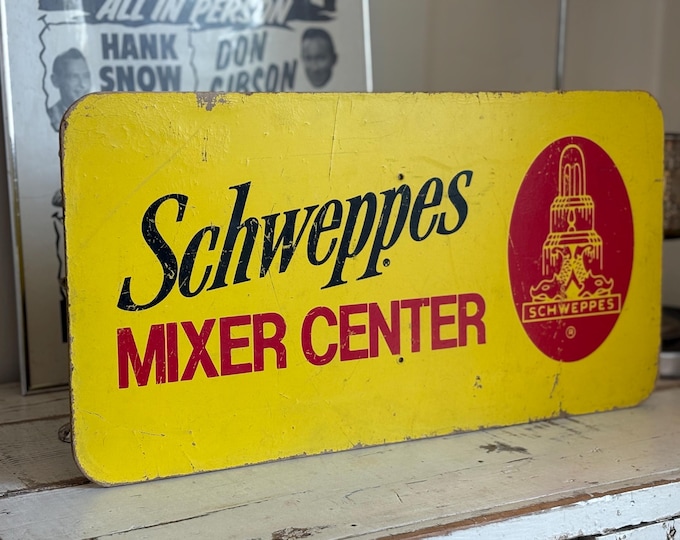 ALL IN PERSON
HANK
SNOW
DON
GIBSON
Schweppes®
MIXER CENTER
SCHWEPPES
®